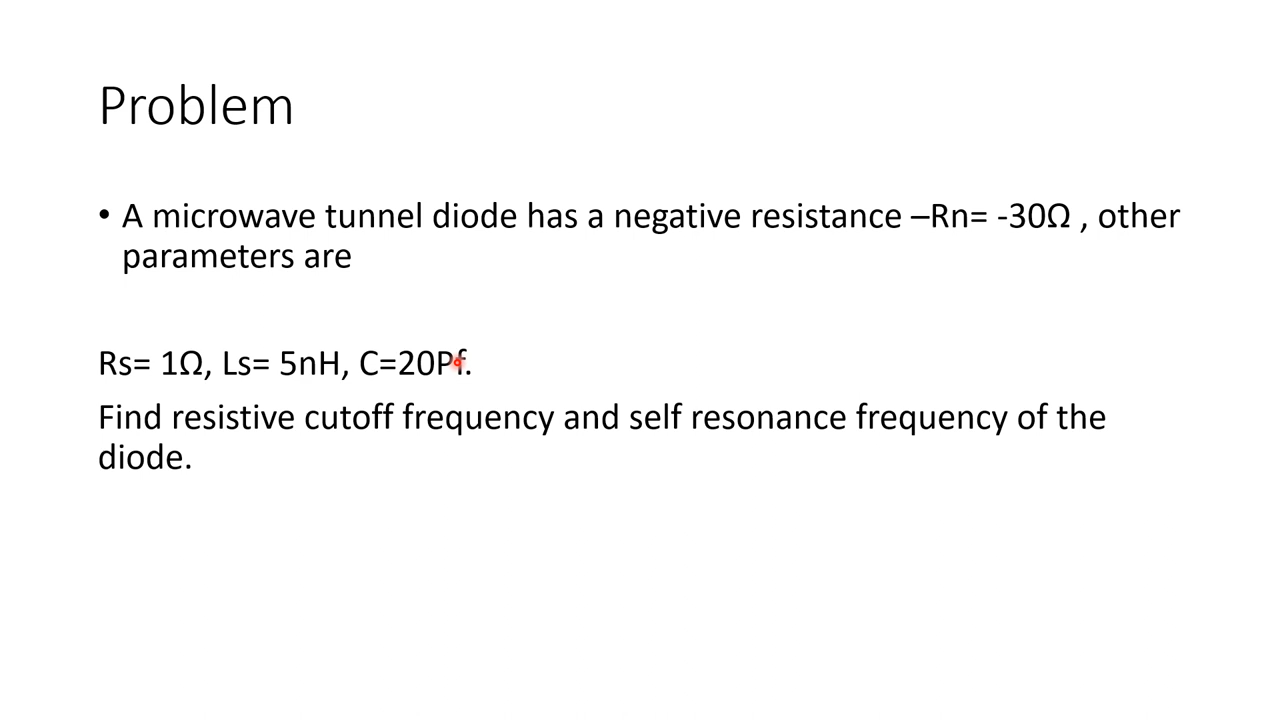 Problem
• A microwave tunnel diode has a negative resistance –Rn= -30Ω , other
parameters are
Rs= 1Ω, Ls= 5nH, C=20Pf.
Find resistive cutoff frequency and self resonance frequency of the
diode.